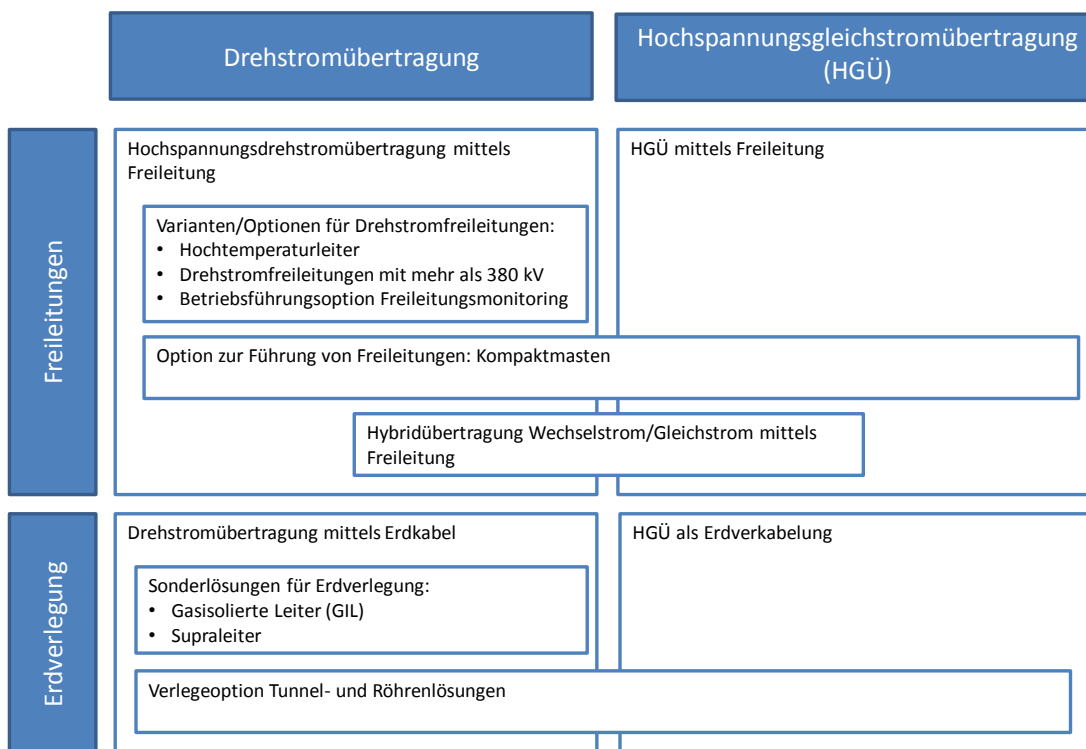 Drehstromübertragung
Hochspannungsgleichstromübertragung
(HGÜ)
Freileitungen
Hochspannungsdrehstromübertragung mittels
Freileitung
HGÜ mittels Freileitung
Varianten/Optionen für Drehstromfreileitungen:
• Hochtemperaturleiter
• Drehstromfreileitungen mit mehr als 380 kV
• Betriebsführungsoption Freileitungsmonitoring
Option zur Führung von Freileitungen: Kompaktmasten
Hybridübertragung Wechselstrom/Gleichstrom mittels
Freileitung
Erdverlegung
Drehstromübertragung mittels Erdkabel
HGÜ als Erdverkabelung
Sonderlösungen für Erdverlegung:
• Gasisolierte Leiter (GIL)
• Supraleiter
Verlegeoption Tunnel- und Röhrenlösungen